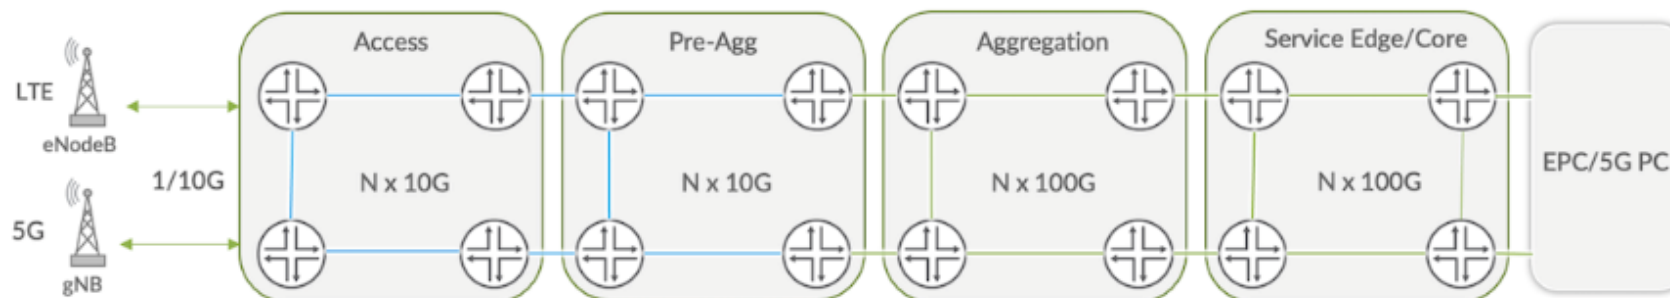 LTE
eNodeB
1/10G
5G
gNB
Access
N x 10G
Pre-Agg
N x 10G
Aggregation
N x 100G
Service Edge/Core
N x 100G
EPC/5G PC